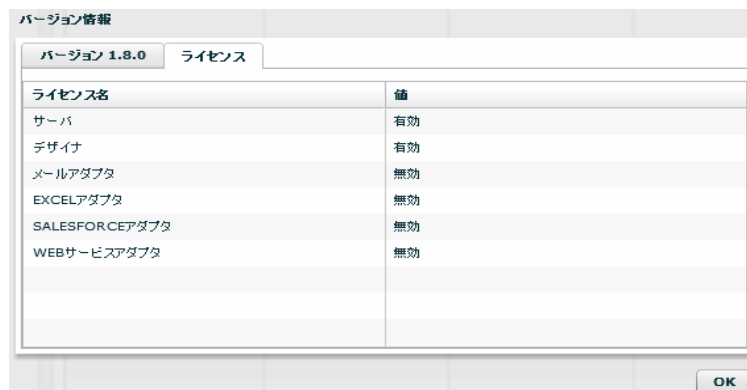 バージョン情報
バージョン 1.8.0 ライセンス
ライセンス名 値
サーバ 有効
デザイナ 有効
メールアダプタ 無効
EXCELアダプタ 無効
SALESFORCEアダプタ 無効
WEBサービスアダプタ 無効
OK